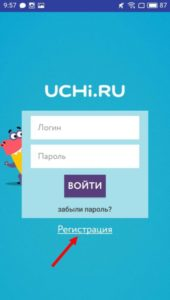 9:57
87
UCHi.RU
Логин
Пароль
ВОЙТИ
забыли пароль?
Регистрация